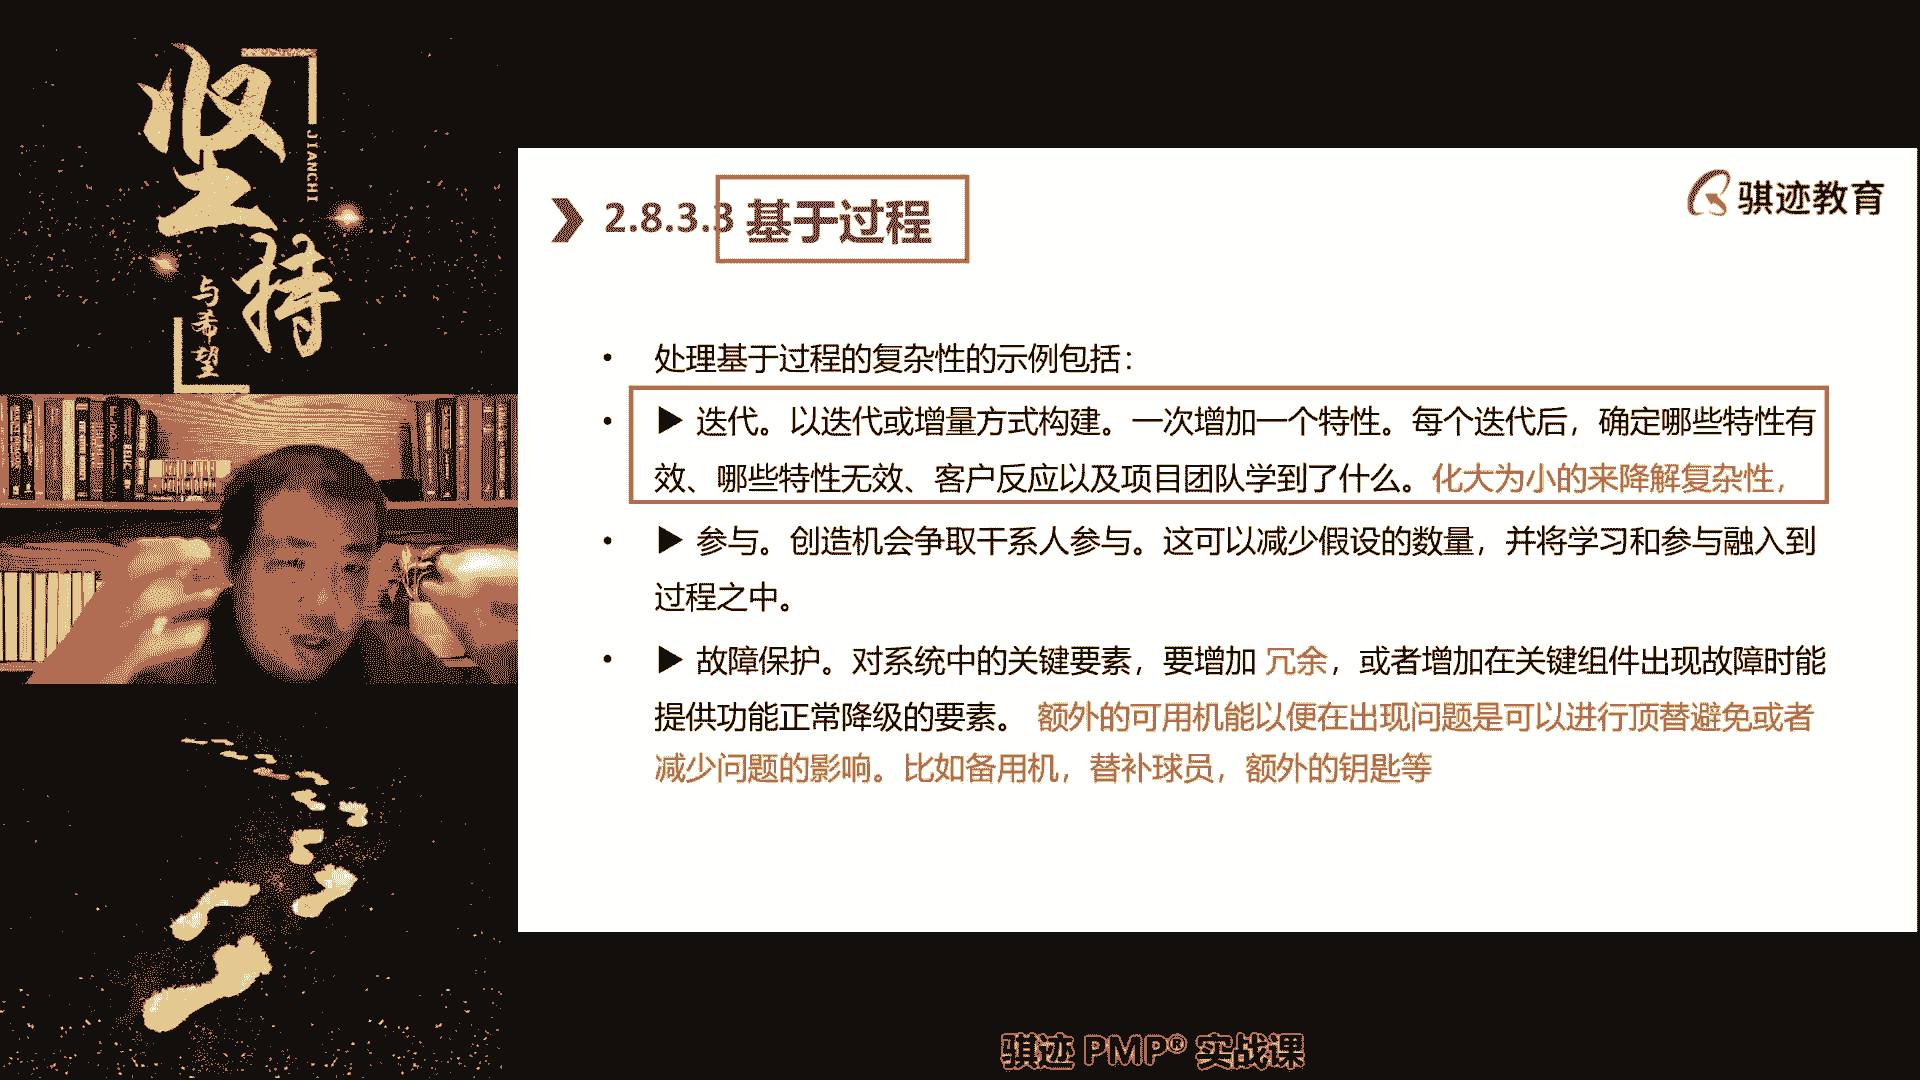 坚持
JIANCHI
与希望
2.8.3.3 基于过程
骐迹教育
• 处理基于过程的复杂性的示例包括：
• ▶ 迭代。以迭代或增量方式构建。一次增加一个特性。每个迭代后，确定哪些特性有
效、哪些特性无效、客户反应以及项目团队学到了什么。化大为小的来降解复杂性，
• ▶ 参与。创造机会争取干系人参与。这可以减少假设的数量，并将学习和参与融入到
过程之中。
• ▶ 故障保护。对系统中的关键要素，要增加 冗余，或者增加在关键组件出现故障时能
提供功能正常降级的要素。 额外的可用机能以便在出现问题是可以进行顶替避免或者
减少问题的影响。比如备用机，替补球员，额外的钥匙等
骐迹 PMP® 实战课